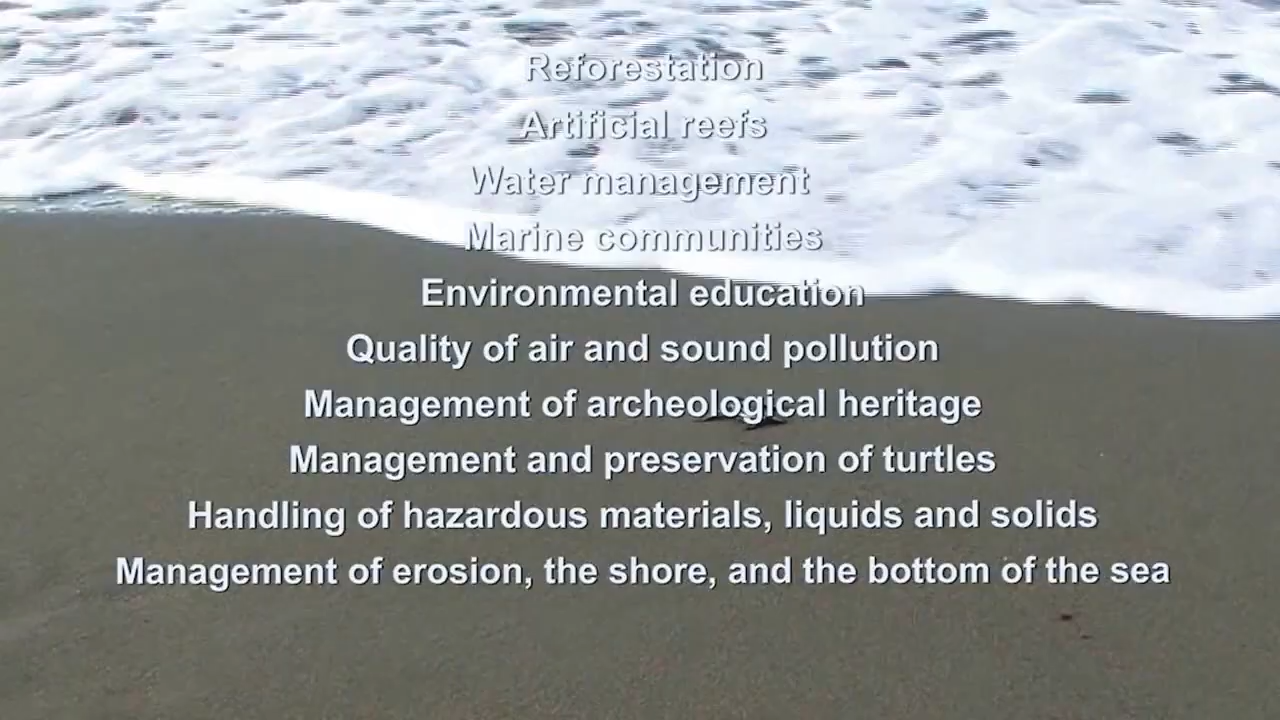 Reforestation
Artificial reefs
Water management
Marine communities
Environmental education
Quality of air and sound pollution
Management of archeological heritage
Management and preservation of turtles
Handling of hazardous materials, liquids and solids
Management of erosion, the shore, and the bottom of the sea